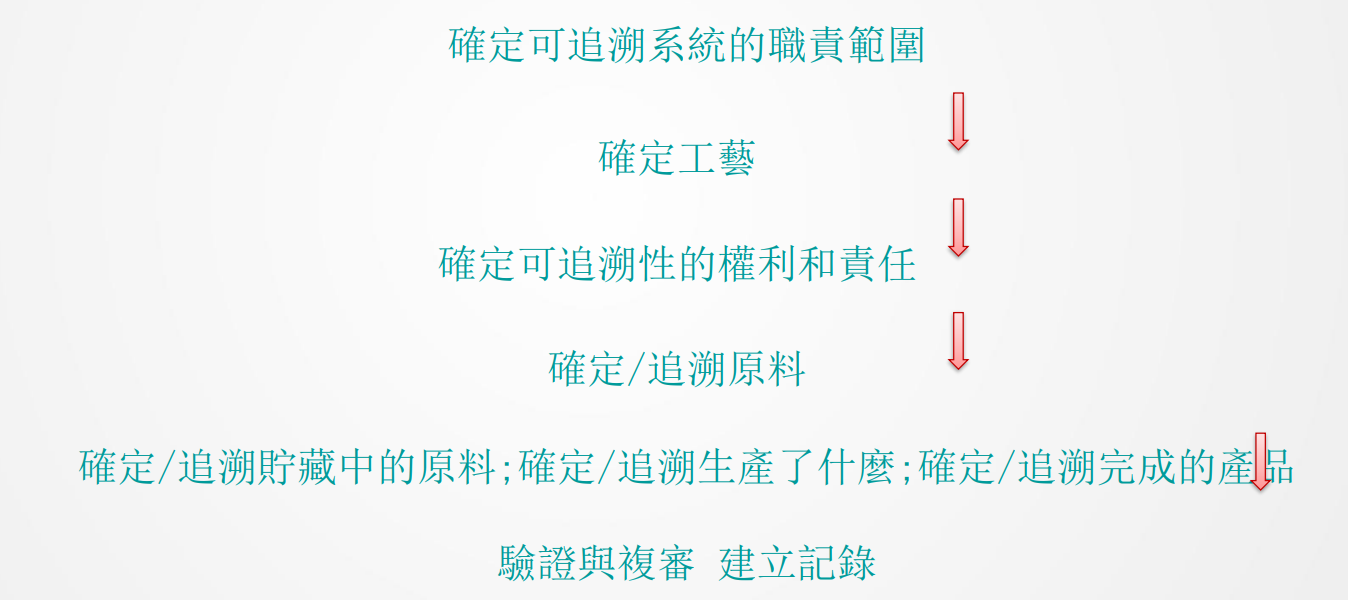 確定可追溯系統的職責範圍
確定工藝
確定可追溯性的權利和責任
確定/追溯原料
確定/追溯貯藏中的原料;確定/追溯生產了什麼;確定/追溯完成的產品
驗證與複審 建立記錄